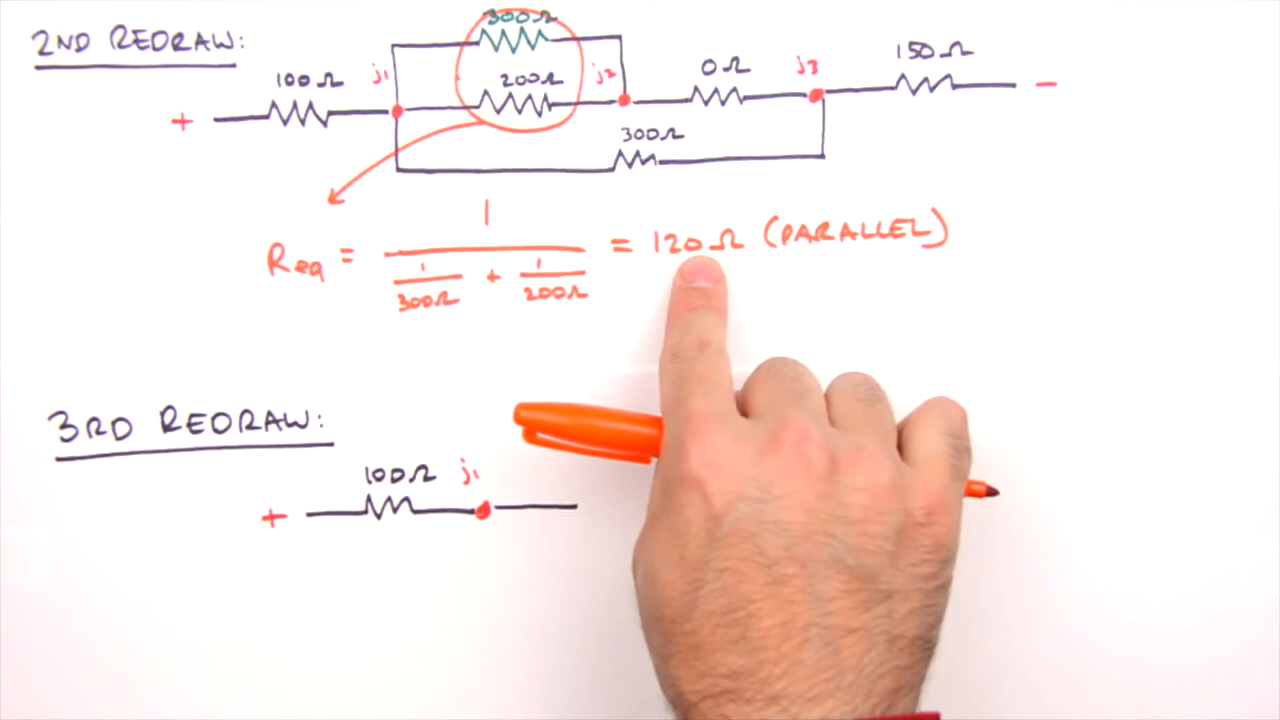 2ND REDRAW:
300Ω
100Ω j₁ 200Ω j₂ 0Ω j₃ 150Ω
+ -
300Ω
Req = 1 / (1/300Ω + 1/200Ω) = 120Ω (PARALLEL)
3RD REDRAW:
100Ω j₁
+